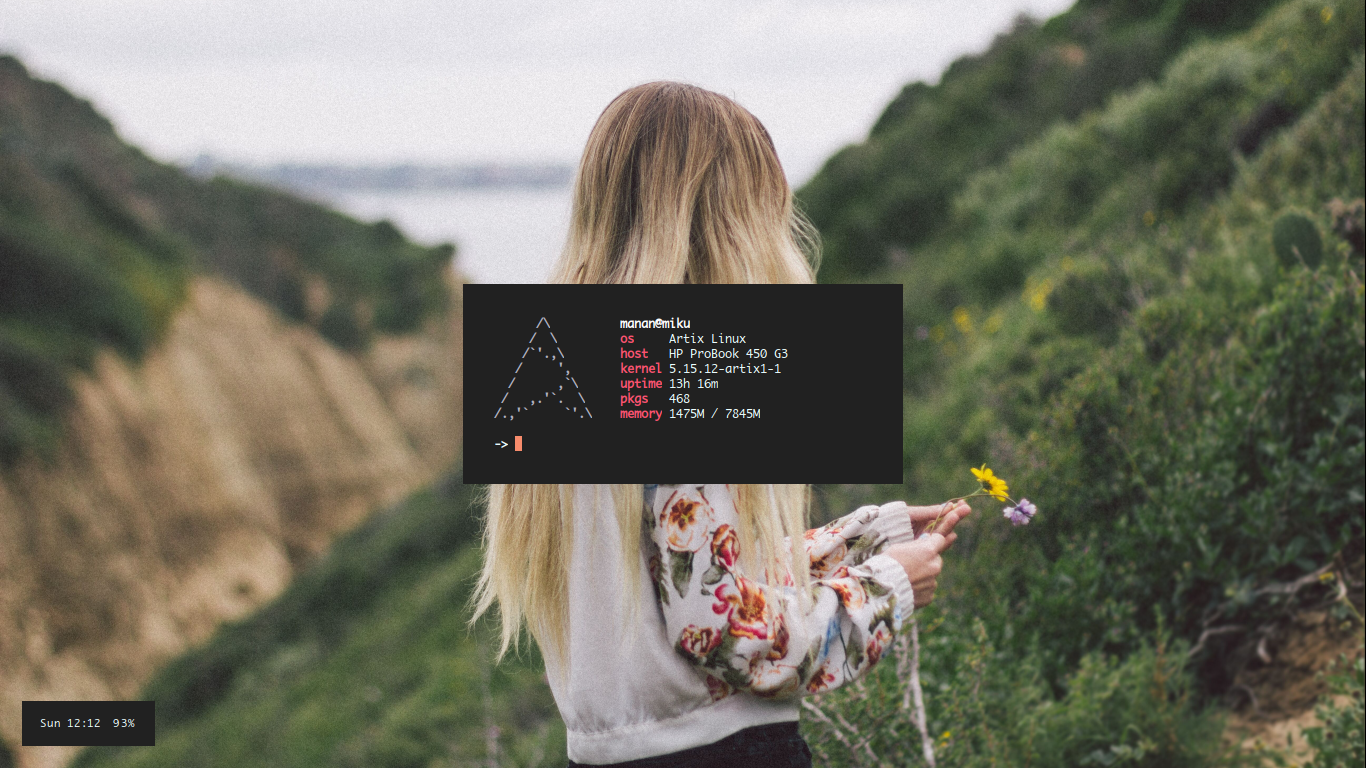 manan@miku
os Artix Linux
host HP ProBook 450 G3
kernel 5.15.12-artix1-1
uptime 13h 16m
pkgs 468
memory 1475M / 7845M
->
Sun 12:12 93%